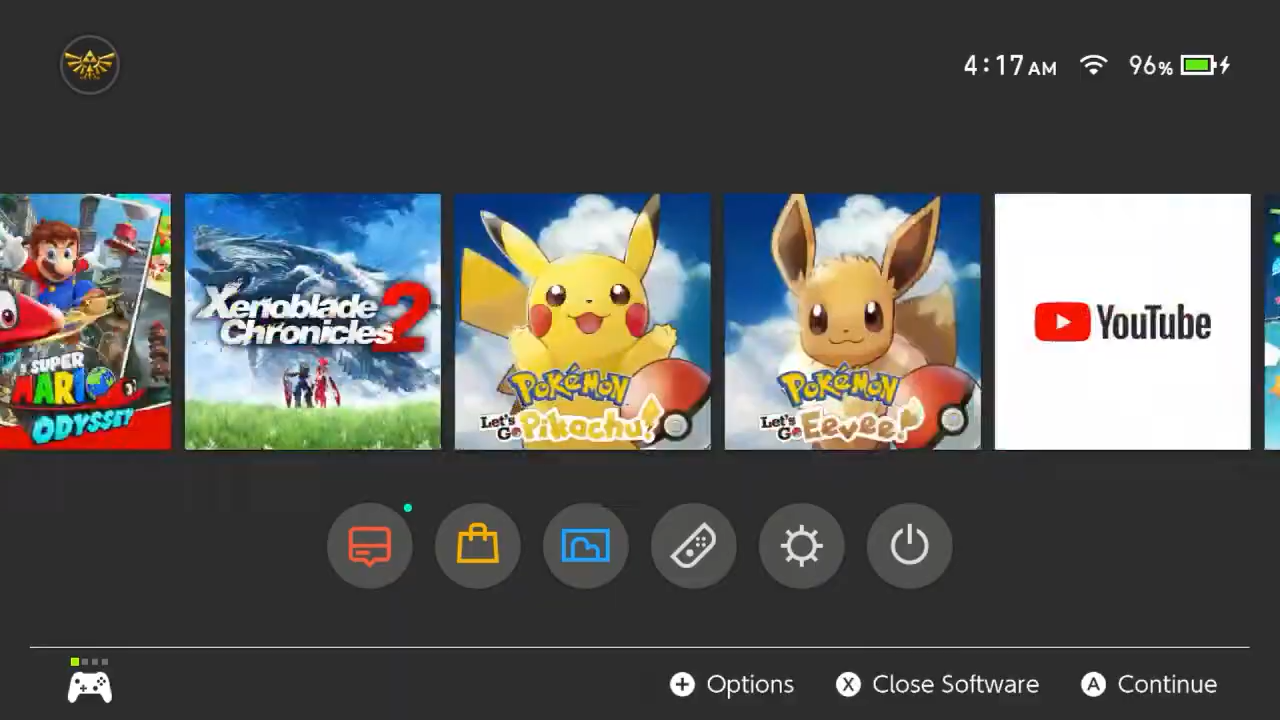 4:17 AM 96%
SUPER
MARIO
ODYSSEY
Xenoblade
Chronicles 2
POKéMON
Let's Go Pikachu!
POKéMON
Let's Go Eevee!
YouTube
+ Options X Close Software A Continue